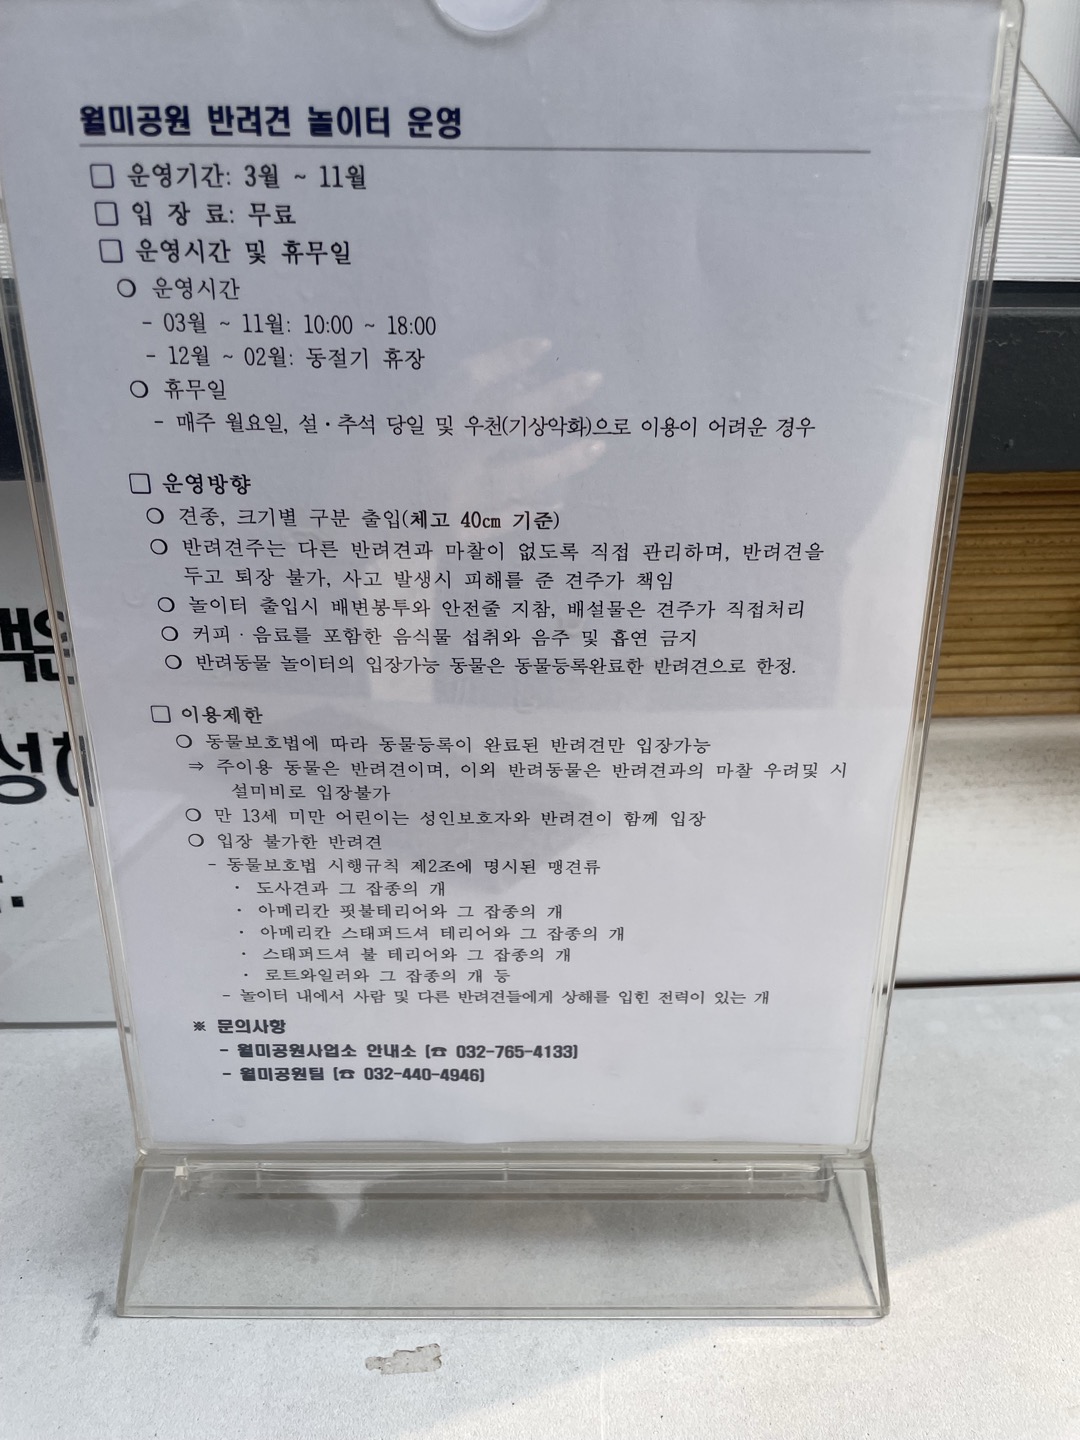 월미공원 반려견 놀이터 운영
□ 운영기간: 3월 ~ 11월
□ 입 장 료: 무료
□ 운영시간 및 휴무일
○ 운영시간
- 03월 ~ 11월: 10:00 ~ 18:00
- 12월 ~ 02월: 동절기 휴장
○ 휴무일
- 매주 월요일, 설·추석 당일 및 우천(기상악화)으로 이용이 어려운 경우
□ 운영방향
○ 견종, 크기별 구분 출입(체고 40cm 기준)
○ 반려견주는 다른 반려견과 마찰이 없도록 직접 관리하며, 반려견을
두고 퇴장 불가, 사고 발생시 피해를 준 견주가 책임
○ 놀이터 출입시 배변봉투와 안전줄 지참, 배설물은 견주가 직접처리
○ 커피·음료를 포함한 음식물 섭취와 음주 및 흡연 금지
○ 반려동물 놀이터의 입장가능 동물은 동물등록완료한 반려견으로 한정.
□ 이용제한
○ 동물보호법에 따라 동물등록이 완료된 반려견만 입장가능
⇒ 주이용 동물은 반려견이며, 이외 반려동물은 반려견과의 마찰 우려및 시
설미비로 입장불가
○ 만 13세 미만 어린이는 성인보호자와 반려견이 함께 입장
○ 입장 불가한 반려견
- 동물보호법 시행규칙 제2조에 명시된 맹견류
· 도사견과 그 잡종의 개
· 아메리칸 핏불테리어와 그 잡종의 개
· 아메리칸 스태퍼드셔 테리어와 그 잡종의 개
· 스태퍼드셔 불 테리어와 그 잡종의 개
· 로트와일러와 그 잡종의 개 등
- 놀이터 내에서 사람 및 다른 반려견들에게 상해를 입힌 전력이 있는 개
※ 문의사항
- 월미공원사업소 안내소 (☎ 032-765-4133)
- 월미공원팀 (☎ 032-440-4946)